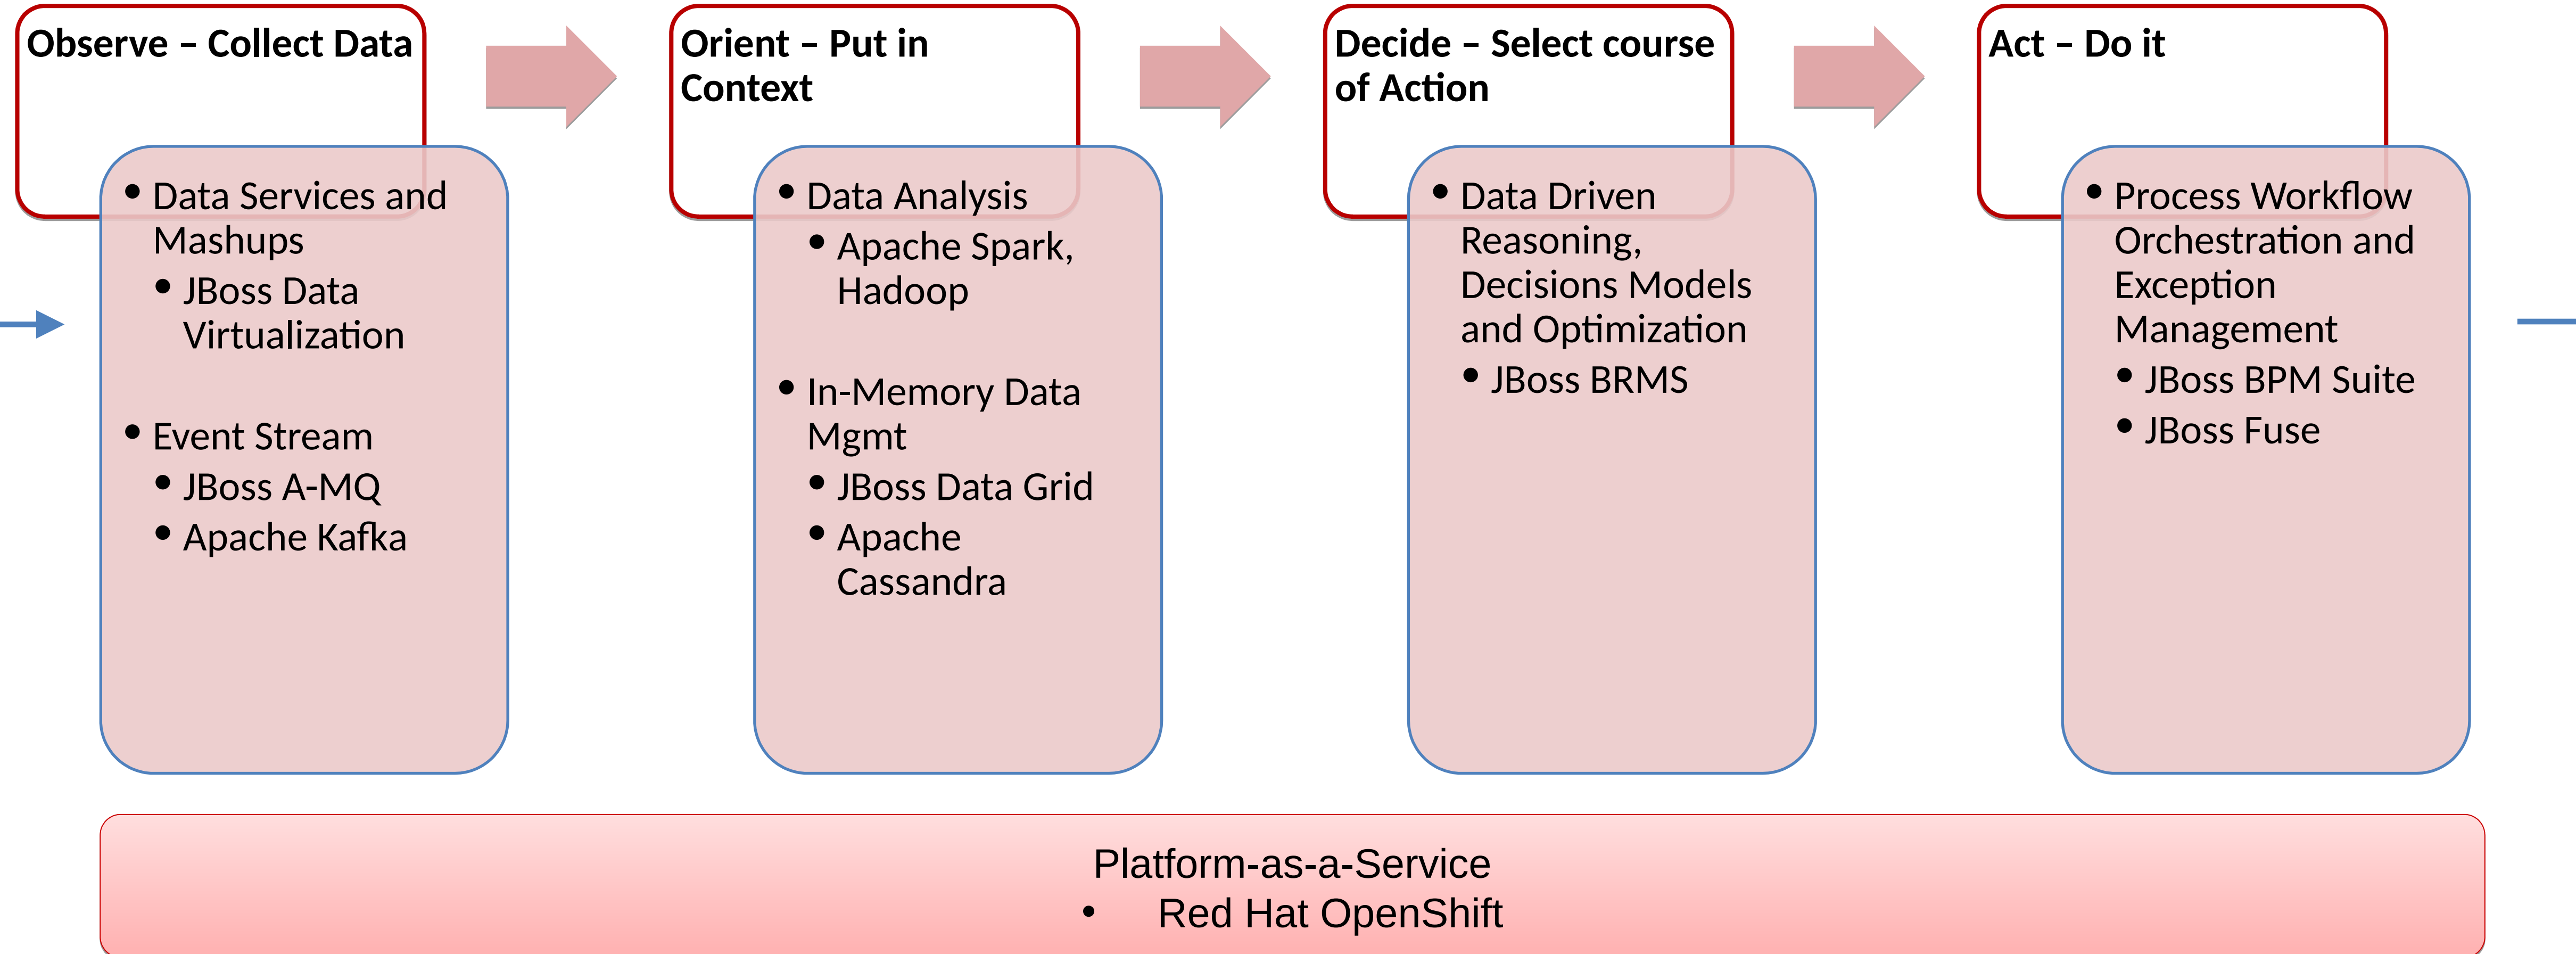 Observe – Collect Data
Data Services and
Mashups
JBoss Data
Virtualization
Event Stream
JBoss A-MQ
Apache Kafka
Orient – Put in
Context
Data Analysis
Apache Spark,
Hadoop
In-Memory Data
Mgmt
JBoss Data Grid
Apache
Cassandra
Decide – Select course
of Action
Data Driven
Reasoning,
Decisions Models
and Optimization
JBoss BRMS
Act – Do it
Process Workflow
Orchestration and
Exception
Management
JBoss BPM Suite
JBoss Fuse
Platform-as-a-Service
• Red Hat OpenShift